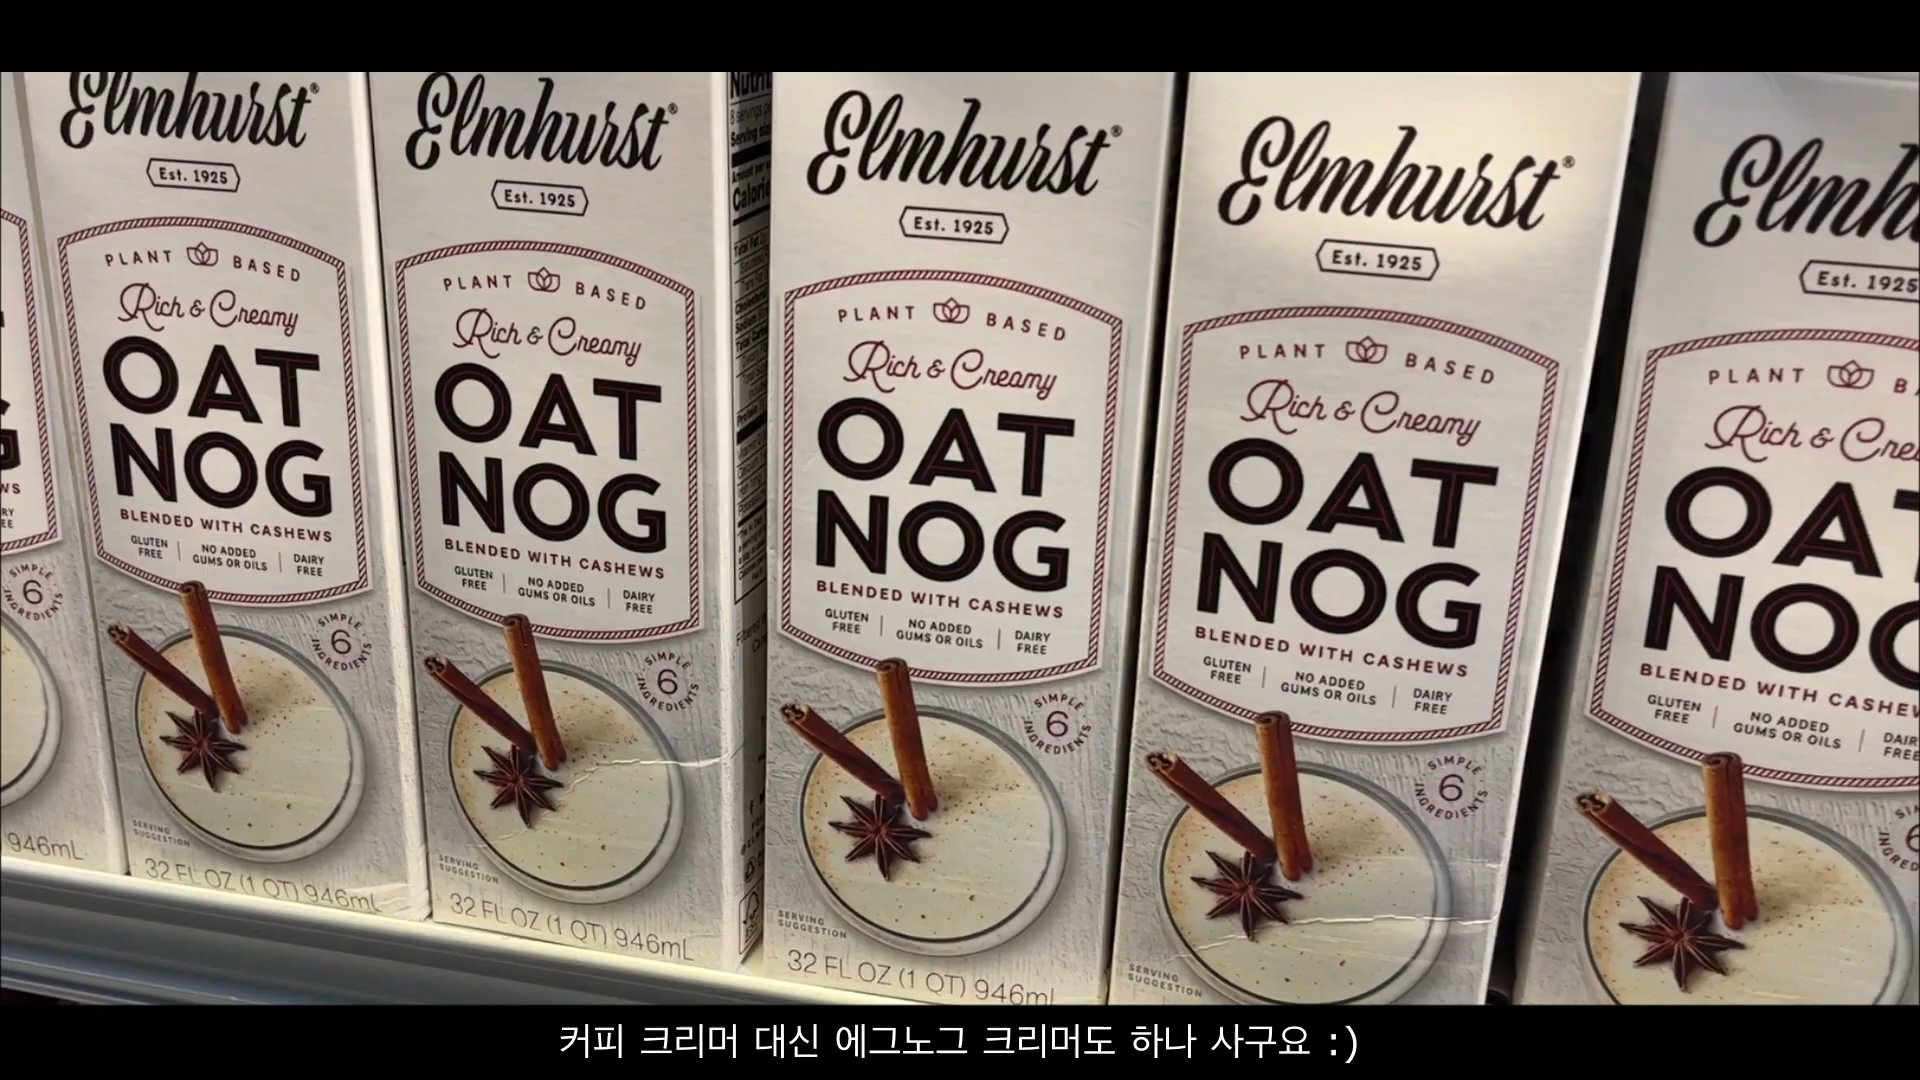 Elmhurst®
Est. 1925
PLANT BASED
Rich & Creamy
OAT
NOG
BLENDED WITH CASHEWS
GLUTEN FREE
NO ADDED GUMS OR OILS
DAIRY FREE
SIMPLE 6 INGREDIENTS
SERVING SUGGESTION
32 FL OZ (1 QT) 946mL
Elmhurst®
Est. 1925
PLANT BASED
Rich & Creamy
OAT
NOG
BLENDED WITH CASHEWS
GLUTEN FREE
NO ADDED GUMS OR OILS
DAIRY FREE
SIMPLE 6 INGREDIENTS
SERVING SUGGESTION
32 FL OZ (1 QT) 946mL
Elmhurst®
Est. 1925
PLANT BASED
Rich & Creamy
OAT
NOG
BLENDED WITH CASHEWS
GLUTEN FREE
NO ADDED GUMS OR OILS
DAIRY FREE
SIMPLE 6 INGREDIENTS
SERVING SUGGESTION
32 FL OZ (1 QT) 946mL
Elmhurst®
Est. 1925
PLANT BASED
Rich & Creamy
OAT
NOG
BLENDED WITH CASHEWS
GLUTEN FREE
NO ADDED GUMS OR OILS
DAIRY FREE
SIMPLE 6 INGREDIENTS
SERVING SUGGESTION
Est. 1925
PLANT
Rich &
BLENDED WITH
GLUTEN FREE
NO ADDED GUMS OR OILS
946mL
커피 크리머 대신 에그노그 크리머도 하나 사구요 :)